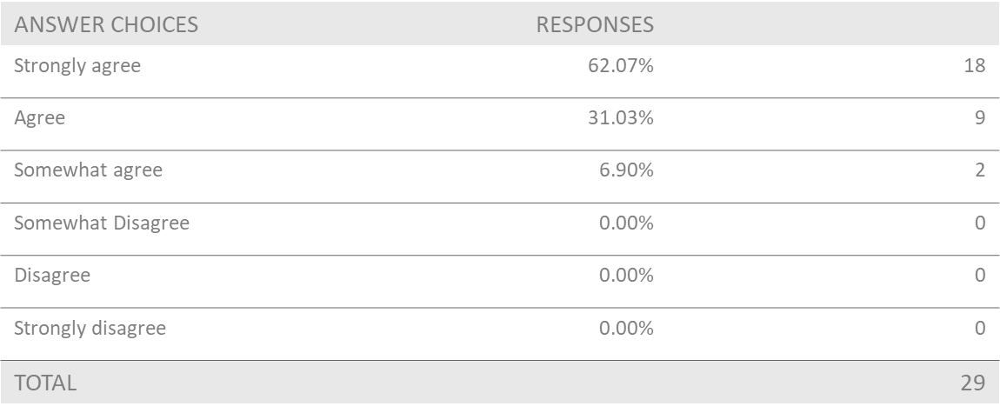 ANSWER CHOICES RESPONSES
Strongly agree 62.07% 18
Agree 31.03% 9
Somewhat agree 6.90% 2
Somewhat Disagree 0.00% 0
Disagree 0.00% 0
Strongly disagree 0.00% 0
TOTAL 29